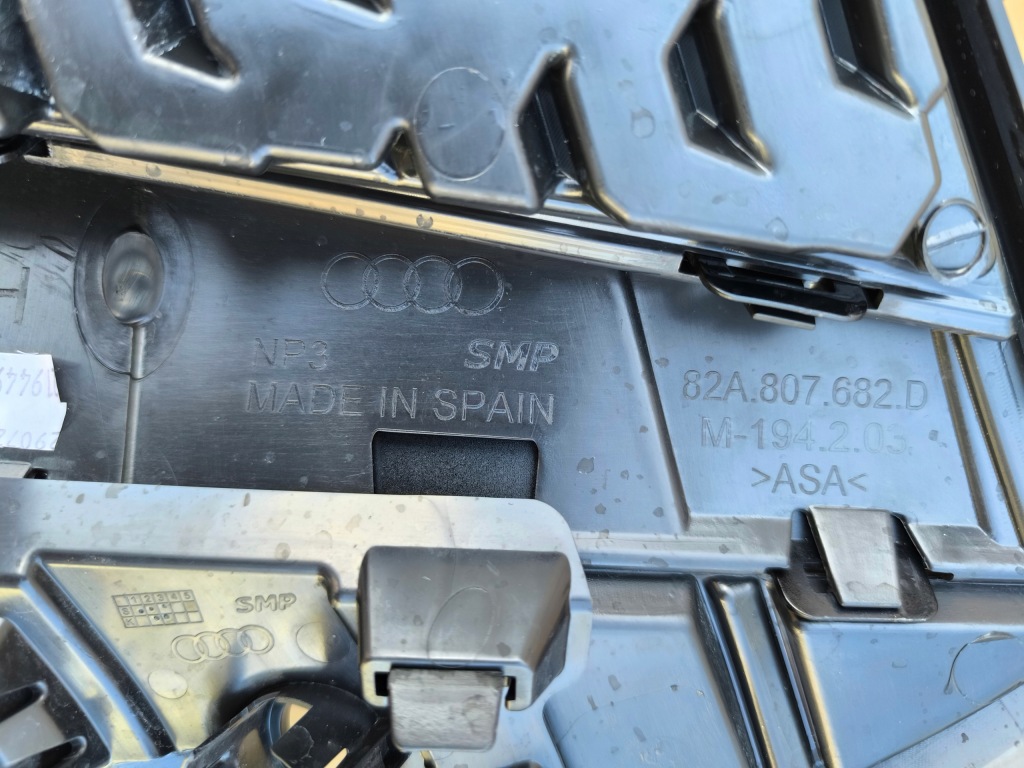 NP3 SMP
MADE IN SPAIN
82A.807.682.D
M-194.2.03.
>ASA<
SMP